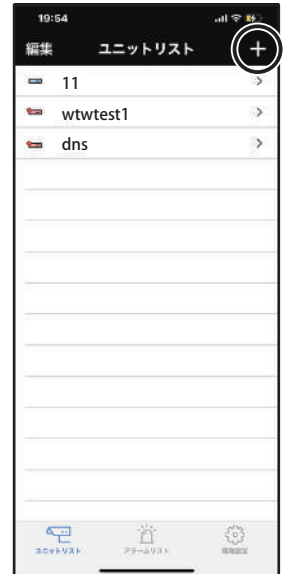 19:54
編集 ユニットリスト +
11
wtwtest1
dns
ユニットリスト アラームリスト 環境設定